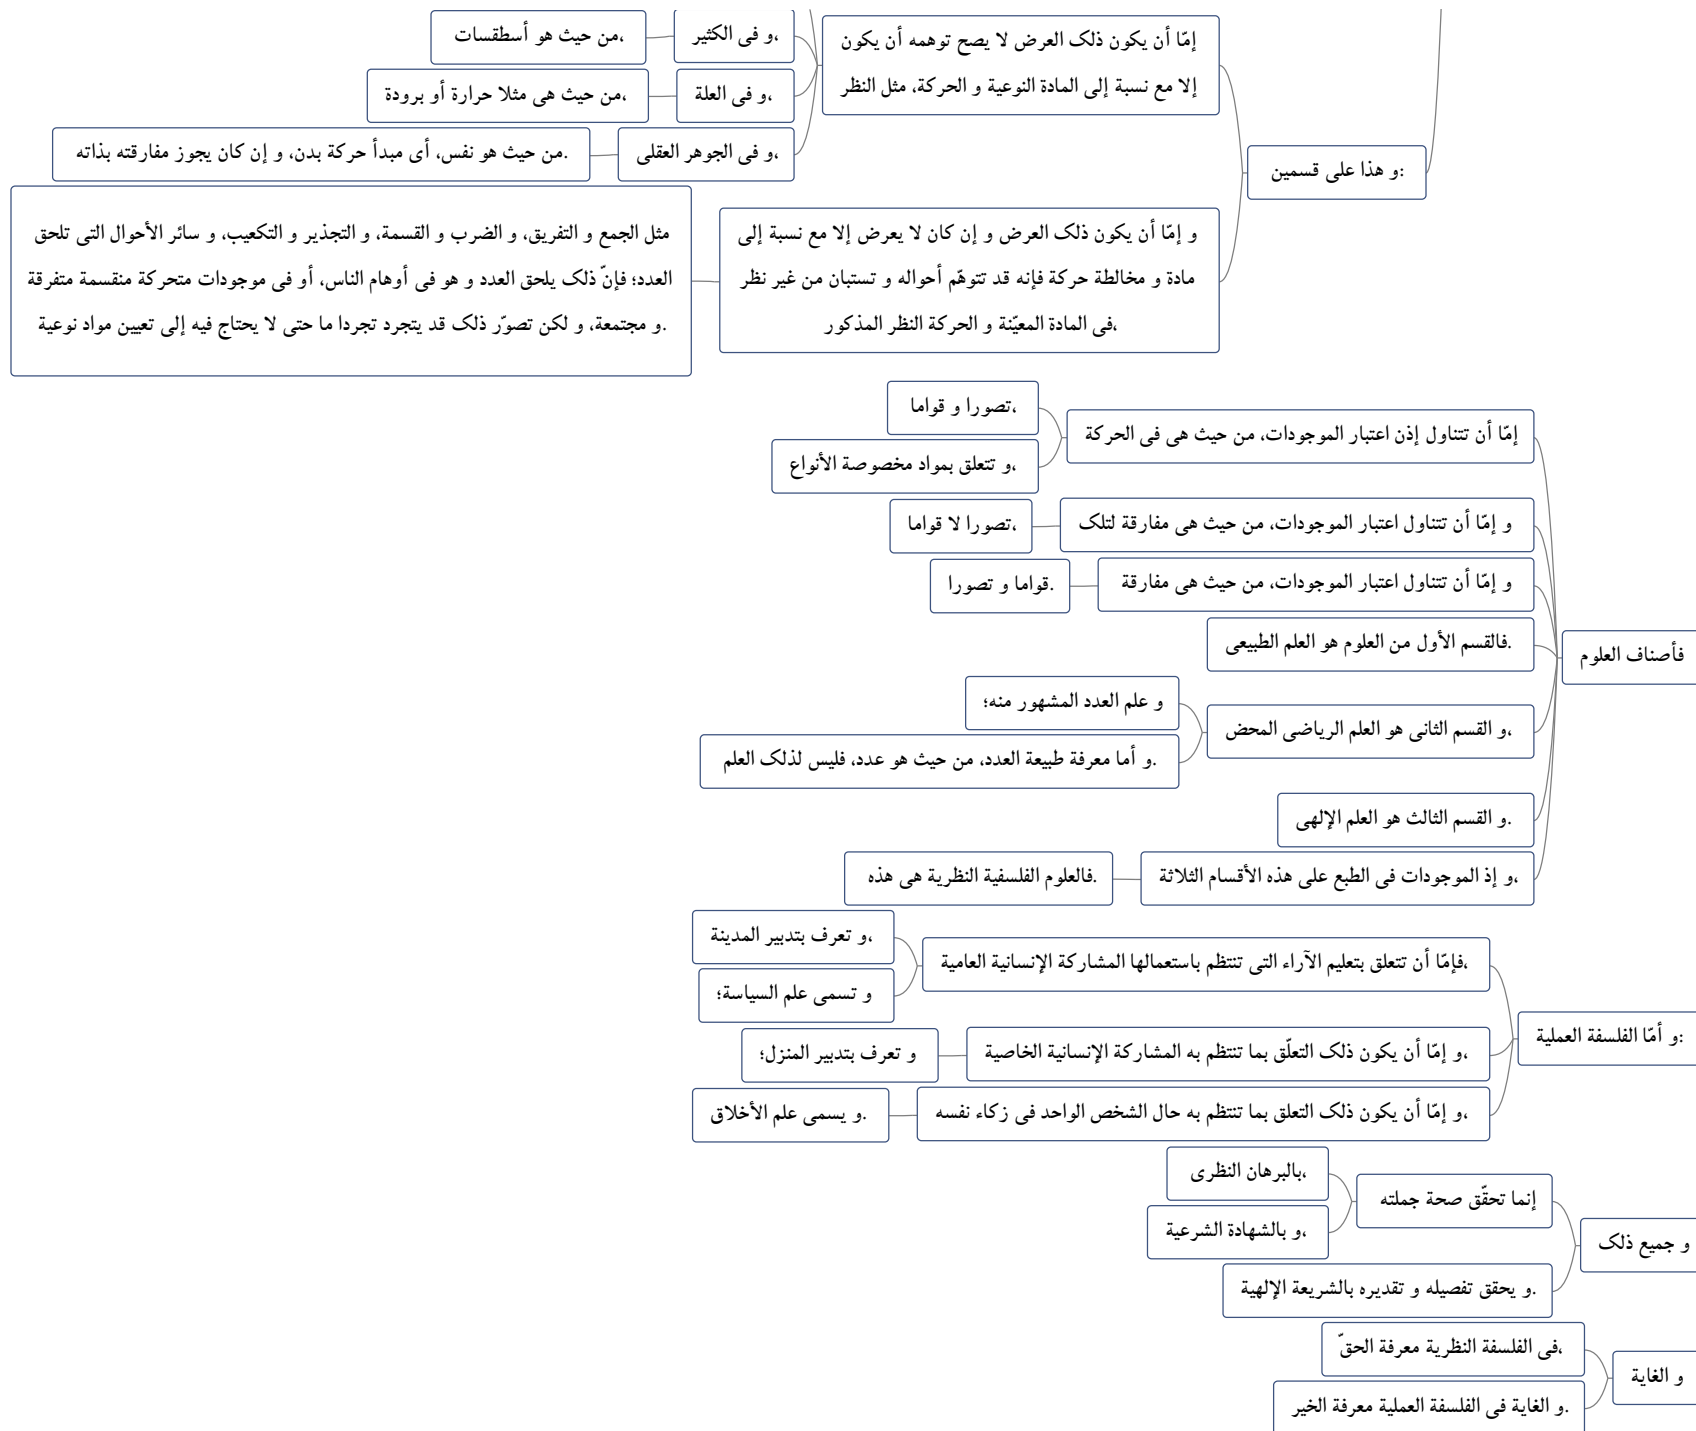 و هذا على قسمين:
إمّا أن يكون ذلك العرض لا يصح توهمه أن يكون
إلا مع نسبة إلى المادة النوعية و الحركة، مثل النظر
و فى الكثير،
من حيث هو أسطقسات،
و فى العلة،
من حيث هى مثلا حرارة أو برودة،
و فى الجوهر العقلى،
من حيث هو نفس، أى مبدأ حركة بدن، و إن كان يجوز مفارقته بذاته.
و إمّا أن يكون ذلك العرض و إن كان لا يعرض إلا مع نسبة إلى
مادة و مخالطة حركة فإنه قد تتوهّم أحواله و تستبان من غير نظر
فى المادة المعيّنة و الحركة النظر المذكور،
مثل الجمع و التفريق، و الضرب و القسمة، و التجذير و التكعيب، و سائر الأحوال التى تلحق
العدد؛ فإنّ ذلك يلحق العدد و هو فى أوهام الناس، أو فى موجودات متحركة منقسمة متفرقة
و مجتمعة، و لكن تصوّر ذلك قد يتجرد تجردا ما حتى لا يحتاج فيه إلى تعيين مواد نوعية.
فأصناف العلوم
إمّا أن تتناول إذن اعتبار الموجودات، من حيث هى فى الحركة
تصورا و قواما،
و تتعلق بمواد مخصوصة الأنواع،
و إمّا أن تتناول اعتبار الموجودات، من حيث هى مفارقة لتلک
تصورا لا قواما،
و إمّا أن تتناول اعتبار الموجودات، من حيث هى مفارقة
قواما و تصورا.
فالقسم الأول من العلوم هو العلم الطبيعى.
و القسم الثانى هو العلم الرياضى المحض،
و علم العدد المشهور منه؛
و أما معرفة طبيعة العدد، من حيث هو عدد، فليس لذلک العلم.
و القسم الثالث هو العلم الإلهى.
و إذ الموجودات فى الطبع على هذه الأقسام الثلاثة،
فالعلوم الفلسفية النظرية هى هذه.
و أمّا الفلسفة العملية:
فإمّا أن تتعلق بتعليم الآراء التى تنتظم باستعمالها المشاركة الإنسانية العامية،
و تعرف بتدبير المدينة،
و تسمى علم السياسة؛
و إمّا أن يكون ذلک التعلّق بما تنتظم به المشاركة الإنسانية الخاصية،
و تعرف بتدبير المنزل؛
و إمّا أن يكون ذلک التعلق بما تنتظم به حال الشخص الواحد فى زكاء نفسه،
و يسمى علم الأخلاق.
و جميع ذلک
إنما تحقّق صحة جملته
بالبرهان النظرى،
و بالشهادة الشرعية،
و يحقق تفصيله و تقديره بالشريعة الإلهية.
و الغاية
فى الفلسفة النظرية معرفة الحقّ،
و الغاية فى الفلسفة العملية معرفة الخير.